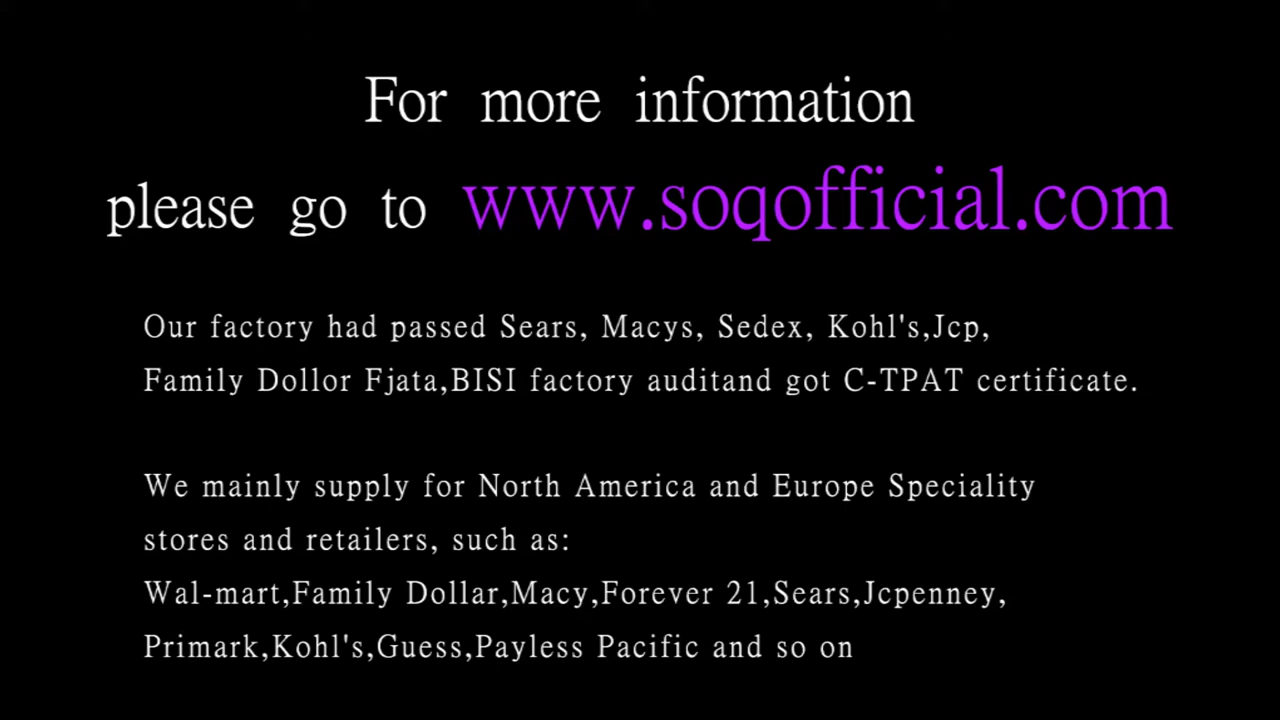 For more information
please go to www.soqofficial.com
Our factory had passed Sears, Macys, Sedex, Kohl's,Jcp,
Family Dollor Fjata,BISI factory auditand got C-TPAT certificate.
We mainly supply for North America and Europe Speciality
stores and retailers, such as:
Wal-mart,Family Dollar,Macy,Forever 21,Sears,Jcpenney,
Primark,Kohl's,Guess,Payless Pacific and so on